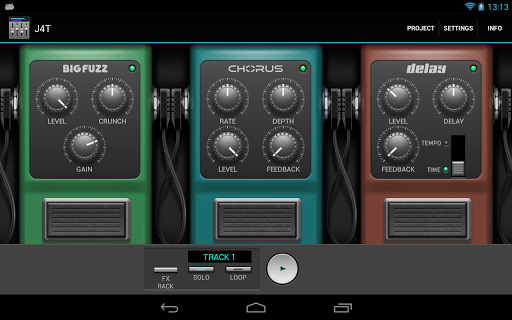 13:13
J4T
PROJECT
SETTINGS
INFO
BIGFUZZ
LEVEL
CRUNCH
GAIN
CHORUS
RATE
DEPTH
LEVEL
FEEDBACK
delay
LEVEL
DELAY
FEEDBACK
TEMPO
TIME
TRACK 1
FX
RACK
SOLO
LOOP